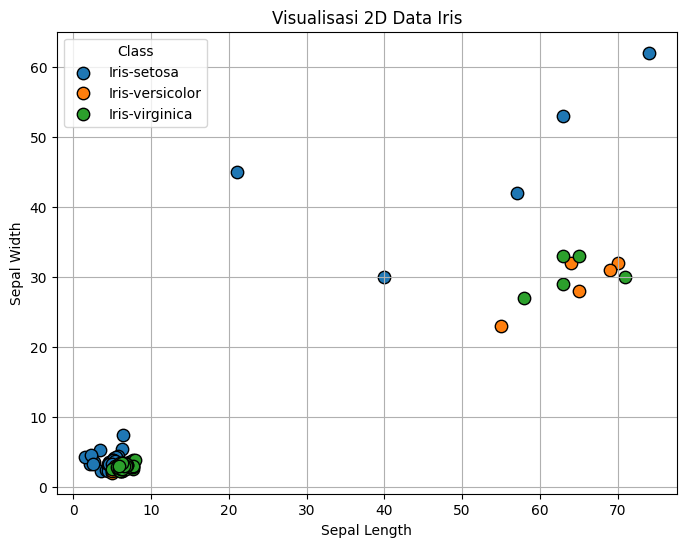 Visualisasi 2D Data Iris
Class
Iris-setosa
Iris-versicolor
Iris-virginica
Sepal Width
60
50
40
30
20
10
0
0 10 20 30 40 50 60 70
Sepal Length